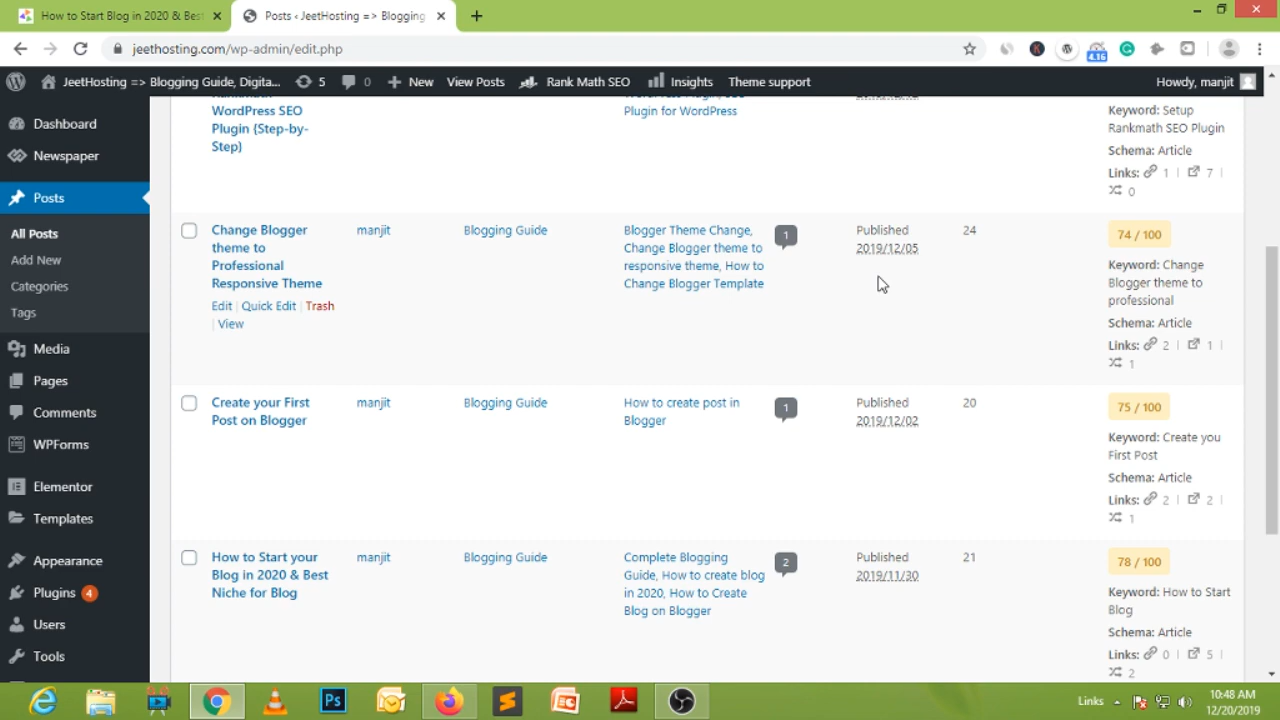 How to Start Blog in 2020 & Best
Posts ‹ JeetHosting => Blogging
jeethosting.com/wp-admin/edit.php
4.16
JeetHosting => Blogging Guide, Digita...
5
0
New
View Posts
Rank Math SEO
Insights
Theme support
Howdy, manjit
Dashboard
Newspaper
Posts
All Posts
Add New
Categories
Tags
Media
Pages
Comments
WPForms
Elementor
Templates
Appearance
Plugins 4
Users
Tools
WordPress SEO
Plugin {Step-by-
Step}
Plugin for WordPress
2019/12/12
Keyword: Setup
Rankmath SEO Plugin
Schema: Article
Links: 1 | 7 |
0
Change Blogger
theme to
Professional
Responsive Theme
Edit | Quick Edit | Trash
| View
manjit
Blogging Guide
Blogger Theme Change,
Change Blogger theme to
responsive theme, How to
Change Blogger Template
1
Published
2019/12/05
24
74 / 100
Keyword: Change
Blogger theme to
professional
Schema: Article
Links: 2 | 1 |
1
Create your First
Post on Blogger
manjit
Blogging Guide
How to create post in
Blogger
1
Published
2019/12/02
20
75 / 100
Keyword: Create you
First Post
Schema: Article
Links: 2 | 2 |
1
How to Start your
Blog in 2020 & Best
Niche for Blog
manjit
Blogging Guide
Complete Blogging
Guide, How to create blog
in 2020, How to Create
Blog on Blogger
2
Published
2019/11/30
21
78 / 100
Keyword: How to Start
Blog
Schema: Article
Links: 0 | 5 |
2
Ps
Links
10:48 AM
12/20/2019